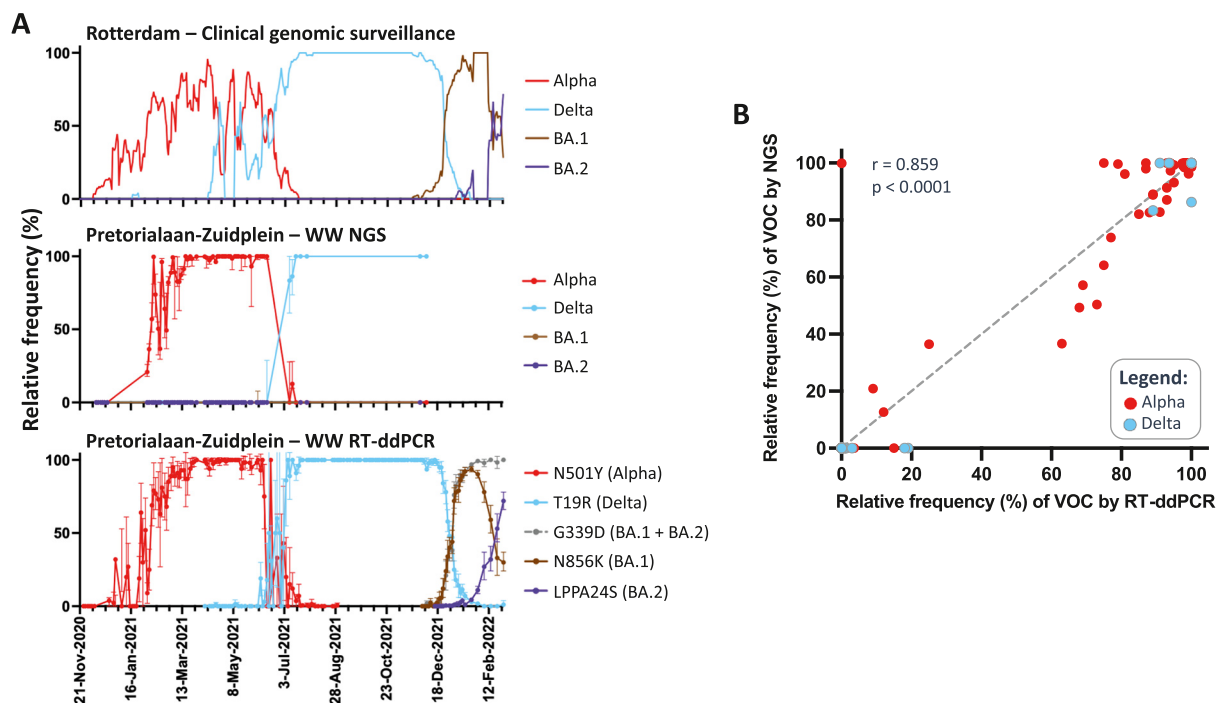 A
Rotterdam – Clinical genomic surveillance
100
50
0
Alpha
Delta
BA.1
BA.2
Relative frequency (%)
Pretorialaan-Zuidplein – WW NGS
100
50
0
Alpha
Delta
BA.1
BA.2
Pretorialaan-Zuidplein – WW RT-ddPCR
100
50
0
N501Y (Alpha)
T19R (Delta)
G339D (BA.1 + BA.2)
N856K (BA.1)
LPPA24S (BA.2)
21-Nov-2020
16-Jan-2021
13-Mar-2021
8-May-2021
3-Jul-2021
28-Aug-2021
23-Oct-2021
18-Dec-2021
12-Feb-2022
B
Relative frequency (%) of VOC by NGS
100
80
60
40
20
0
r = 0.859
p < 0.0001
Legend:
Alpha
Delta
0 20 40 60 80 100
Relative frequency (%) of VOC by RT-ddPCR